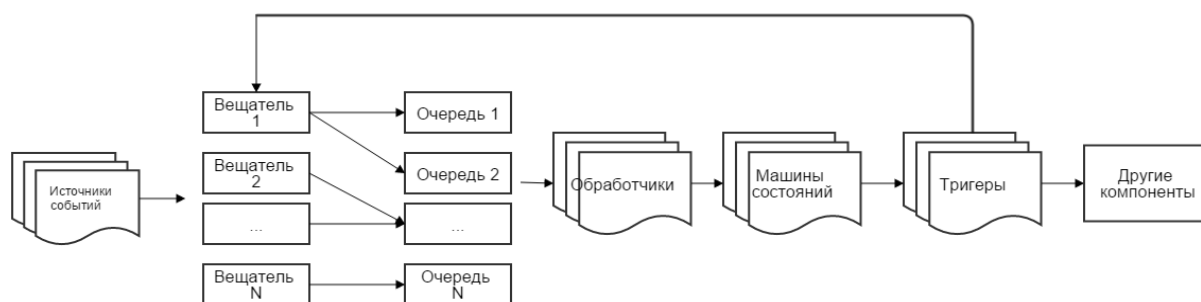 Вещатель
1
Очередь 1
Вещатель
2
Очередь 2
Источники
событий
Обработчики
Машины
состояний
Тригеры
Другие
компоненты
...
...
Вещатель
N
Очередь
N